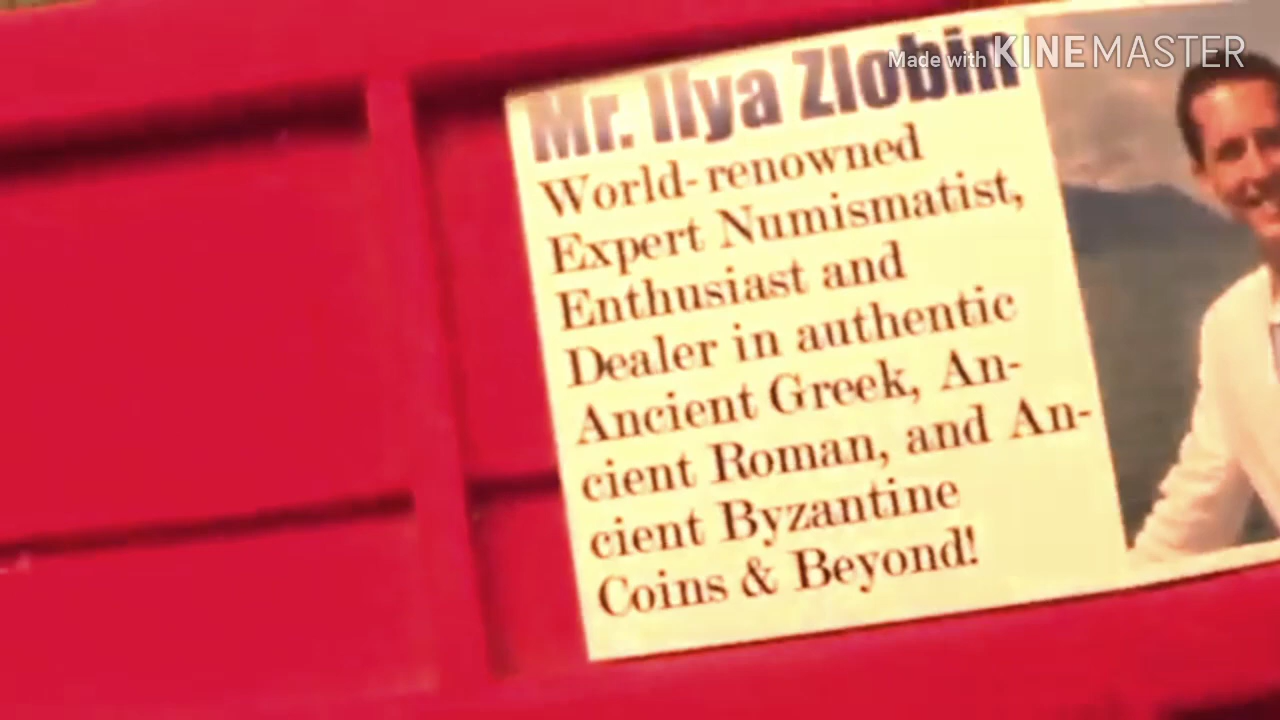 Made with KINEMASTER
Mr. Ilya Zlobin
World-renowned
Expert Numismatist,
Enthusiast and
Dealer in authentic
Ancient Greek, An-
cient Roman, and An-
cient Byzantine
Coins & Beyond!